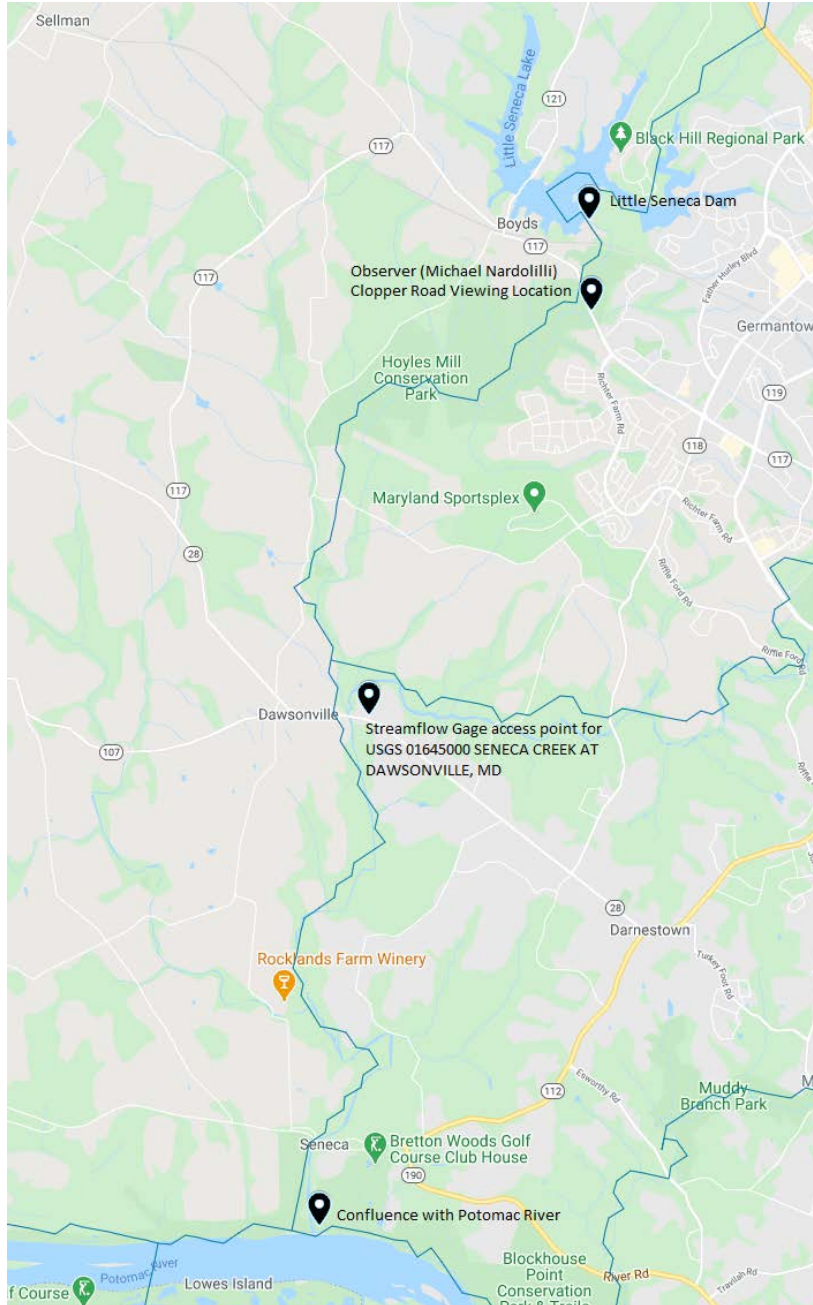 Sellman
121
Little Seneca Lake
Black Hill Regional Park
117
Little Seneca Dam
Boyds
117
Father Hurley Blvd
Observer (Michael Nardolilli)
Clopper Road Viewing Location
117
Germantow
Hoyles Mill
Conservation
Park
Richter Farm Rd
119
118
117
Maryland Sportsplex
117
Richter Farm Rd
28
Riffle Ford Rd
Riffle Ford Rd
Dawsonville
Streamflow Gage access point for
USGS 01645000 SENECA CREEK AT
DAWSONVILLE, MD
107
28
Darnestown
Rocklands Farm Winery
Turkey Foot Rd
Esworthy Rd
112
Muddy
Branch Park
M
Seneca
Bretton Woods Golf
Course Club House
190
Confluence with Potomac River
Potomac River
Blockhouse
Point
Conservation
Park & Trails
River Rd
Travilah Rd
Lowes Island
f Course